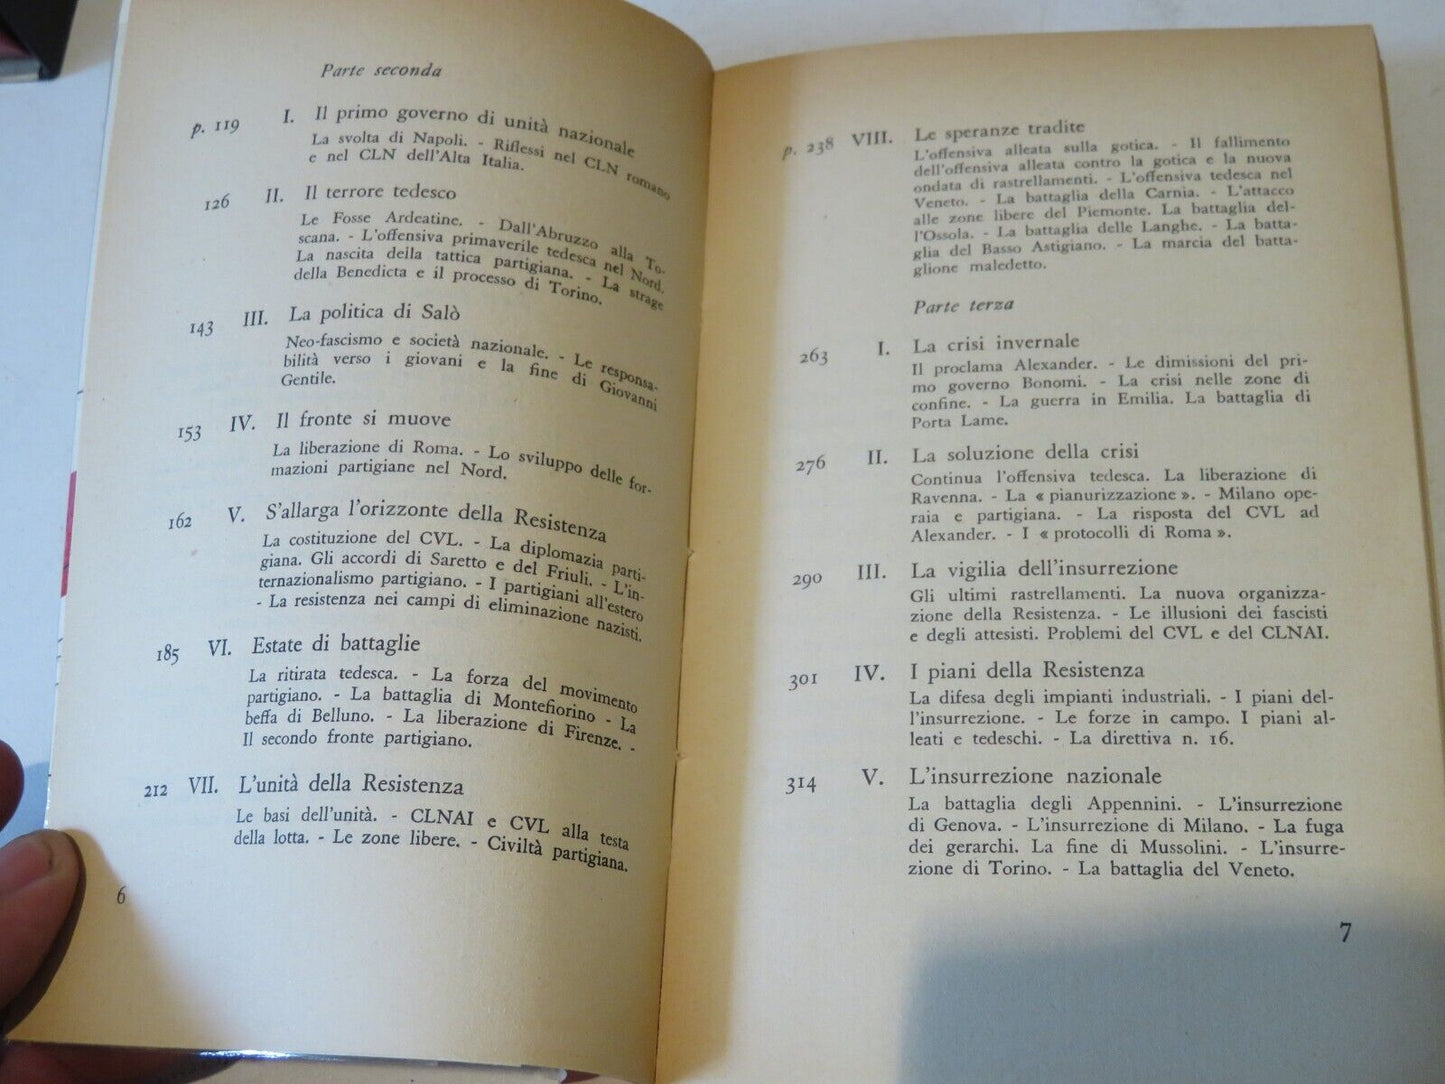 Parte seconda
p. 119 I. Il primo governo di unità nazionale
La svolta di Napoli. - Riflessi nel CLN romano
e nel CLN dell'Alta Italia.
126 II. Il terrore tedesco
Le Fosse Ardeatine. - Dall'Abruzzo alla To-
scana. - L'offensiva primaverile tedesca nel Nord.
La nascita della tattica partigiana. - La strage
della Benedicta e il processo di Torino.
143 III. La politica di Salò
Neo-fascismo e società nazionale. - Le responsa-
bilità verso i giovani e la fine di Giovanni
Gentile.
153 IV. Il fronte si muove
La liberazione di Roma. - Lo sviluppo delle for-
mazioni partigiane nel Nord.
162 V. S'allarga l'orizzonte della Resistenza
La costituzione del CVL. - La diplomazia parti-
giana. Gli accordi di Saretto e del Friuli. - L'in-
ternazionalismo partigiano. - I partigiani all'estero
- La resistenza nei campi di eliminazione nazisti.
185 VI. Estate di battaglie
La ritirata tedesca. - La forza del movimento
partigiano. - La battaglia di Montefiorino - La
beffa di Belluno. - La liberazione di Firenze. -
Il secondo fronte partigiano.
212 VII. L'unità della Resistenza
Le basi dell'unità. - CLNAI e CVL alla testa
della lotta. - Le zone libere. - Civiltà partigiana.
6
p. 238 VIII. Le speranze tradite
L'offensiva alleata sulla gotica. - Il fallimento
dell'offensiva alleata contro la gotica e la nuova
ondata di rastrellamenti. - L'offensiva tedesca nel
Veneto. - La battaglia della Carnia. - L'attacco
alle zone libere del Piemonte. La battaglia del-
l'Ossola. - La battaglia delle Langhe. - La batta-
glia del Basso Astigiano. - La marcia del batta-
glione maledetto.
Parte terza
263 I. La crisi invernale
Il proclama Alexander. - Le dimissioni del pri-
mo governo Bonomi. - La crisi nelle zone di
confine. - La guerra in Emilia. La battaglia di
Porta Lame.
276 II. La soluzione della crisi
Continua l'offensiva tedesca. La liberazione di
Ravenna. - La « pianurizzazione ». - Milano ope-
raia e partigiana. - La risposta del CVL ad
Alexander. - I « protocolli di Roma ».
290 III. La vigilia dell'insurrezione
Gli ultimi rastrellamenti. La nuova organizza-
zione della Resistenza. - Le illusioni dei fascisti
e degli attesisti. Problemi del CVL e del CLNAI.
301 IV. I piani della Resistenza
La difesa degli impianti industriali. - I piani del-
l'insurrezione. - Le forze in campo. I piani al-
leati e tedeschi. - La direttiva n. 16.
314 V. L'insurrezione nazionale
La battaglia degli Appennini. - L'insurrezione
di Genova. - L'insurrezione di Milano. - La fuga
dei gerarchi. La fine di Mussolini. - L'insurre-
zione di Torino. - La battaglia del Veneto.
7